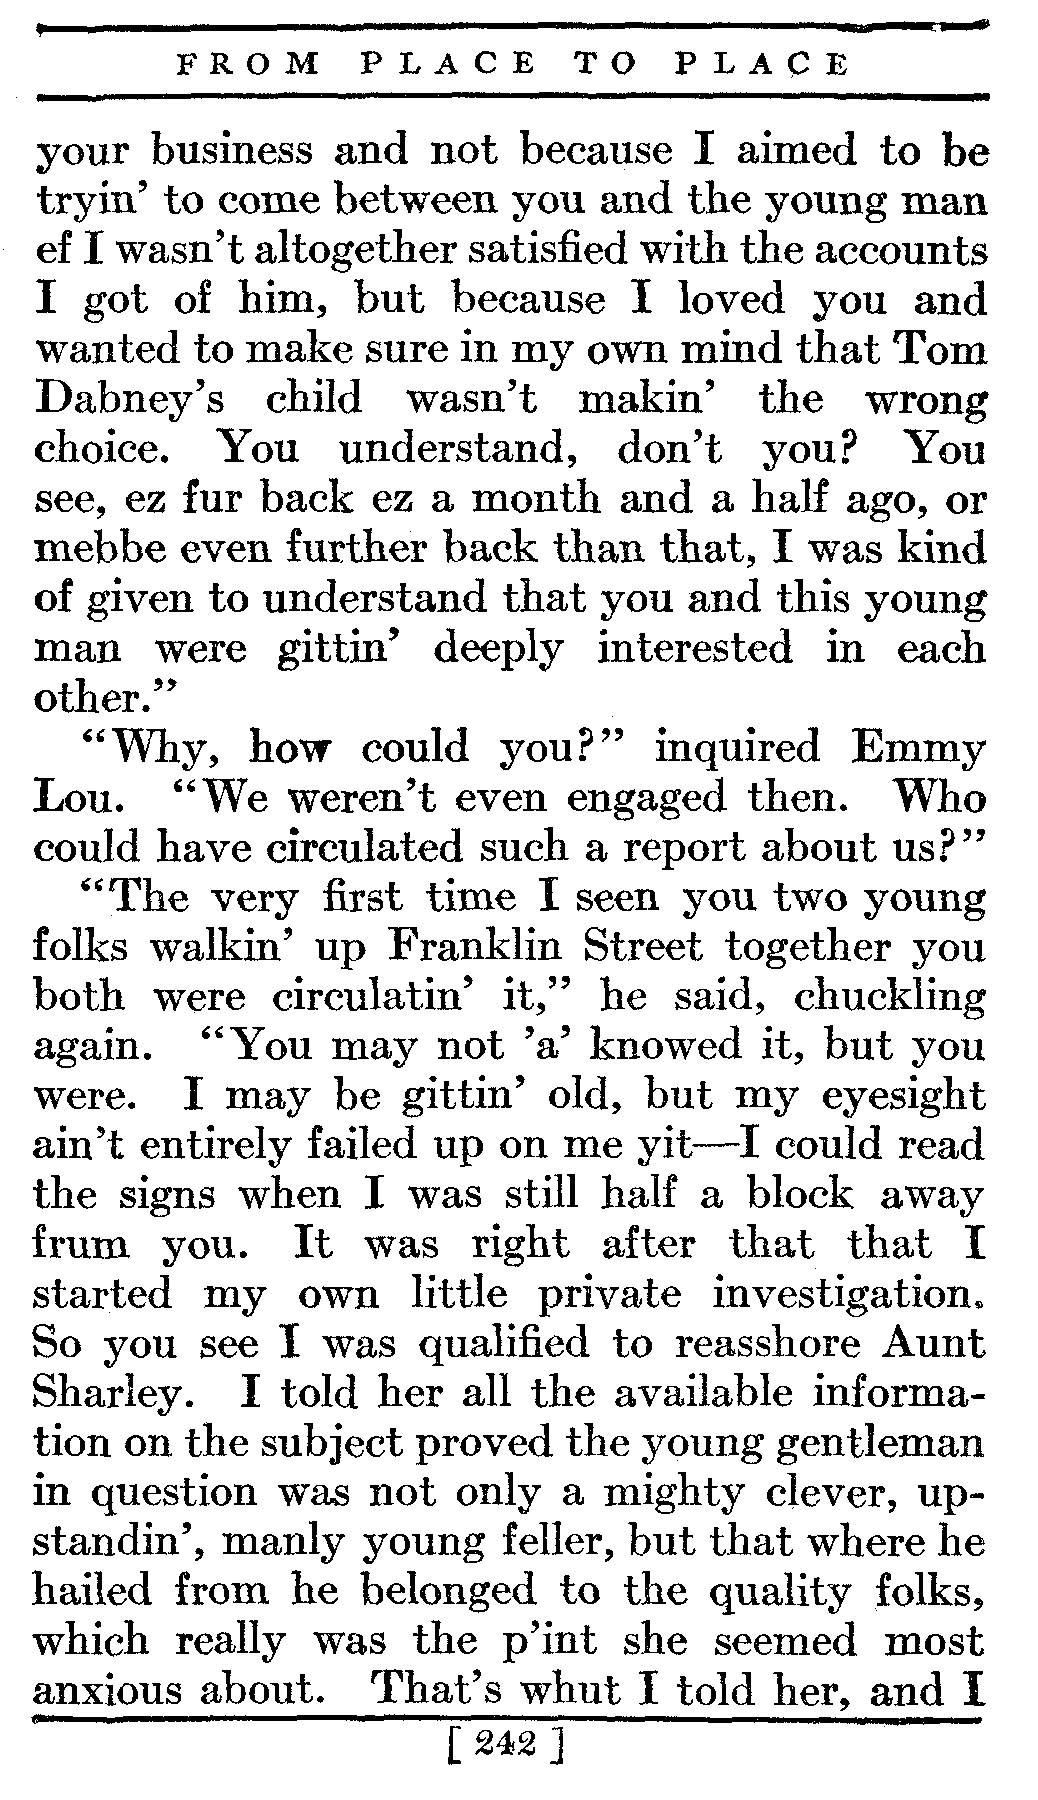 FROM PLACE TO PLACE
your business and not because I aimed to be
tryin' to come between you and the young man
ef I wasn't altogether satisfied with the accounts
I got of him, but because I loved you and
wanted to make sure in my own mind that Tom
Dabney's child wasn't makin' the wrong
choice. You understand, don't you? You
see, ez fur back ez a month and a half ago, or
mebbe even further back than that, I was kind
of given to understand that you and this young
man were gittin' deeply interested in each
other."
"Why, how could you?" inquired Emmy
Lou. "We weren't even engaged then. Who
could have circulated such a report about us?"
"The very first time I seen you two young
folks walkin' up Franklin Street together you
both were circulatin' it," he said, chuckling
again. "You may not 'a' knowed it, but you
were. I may be gittin' old, but my eyesight
ain't entirely failed up on me yit—I could read
the signs when I was still half a block away
frum you. It was right after that that I
started my own little private investigation.
So you see I was qualified to reasshore Aunt
Sharley. I told her all the available informa-
tion on the subject proved the young gentleman
in question was not only a mighty clever, up-
standin', manly young feller, but that where he
hailed from he belonged to the quality folks,
which really was the p'int she seemed most
anxious about. That's whut I told her, and I
[ 242 ]